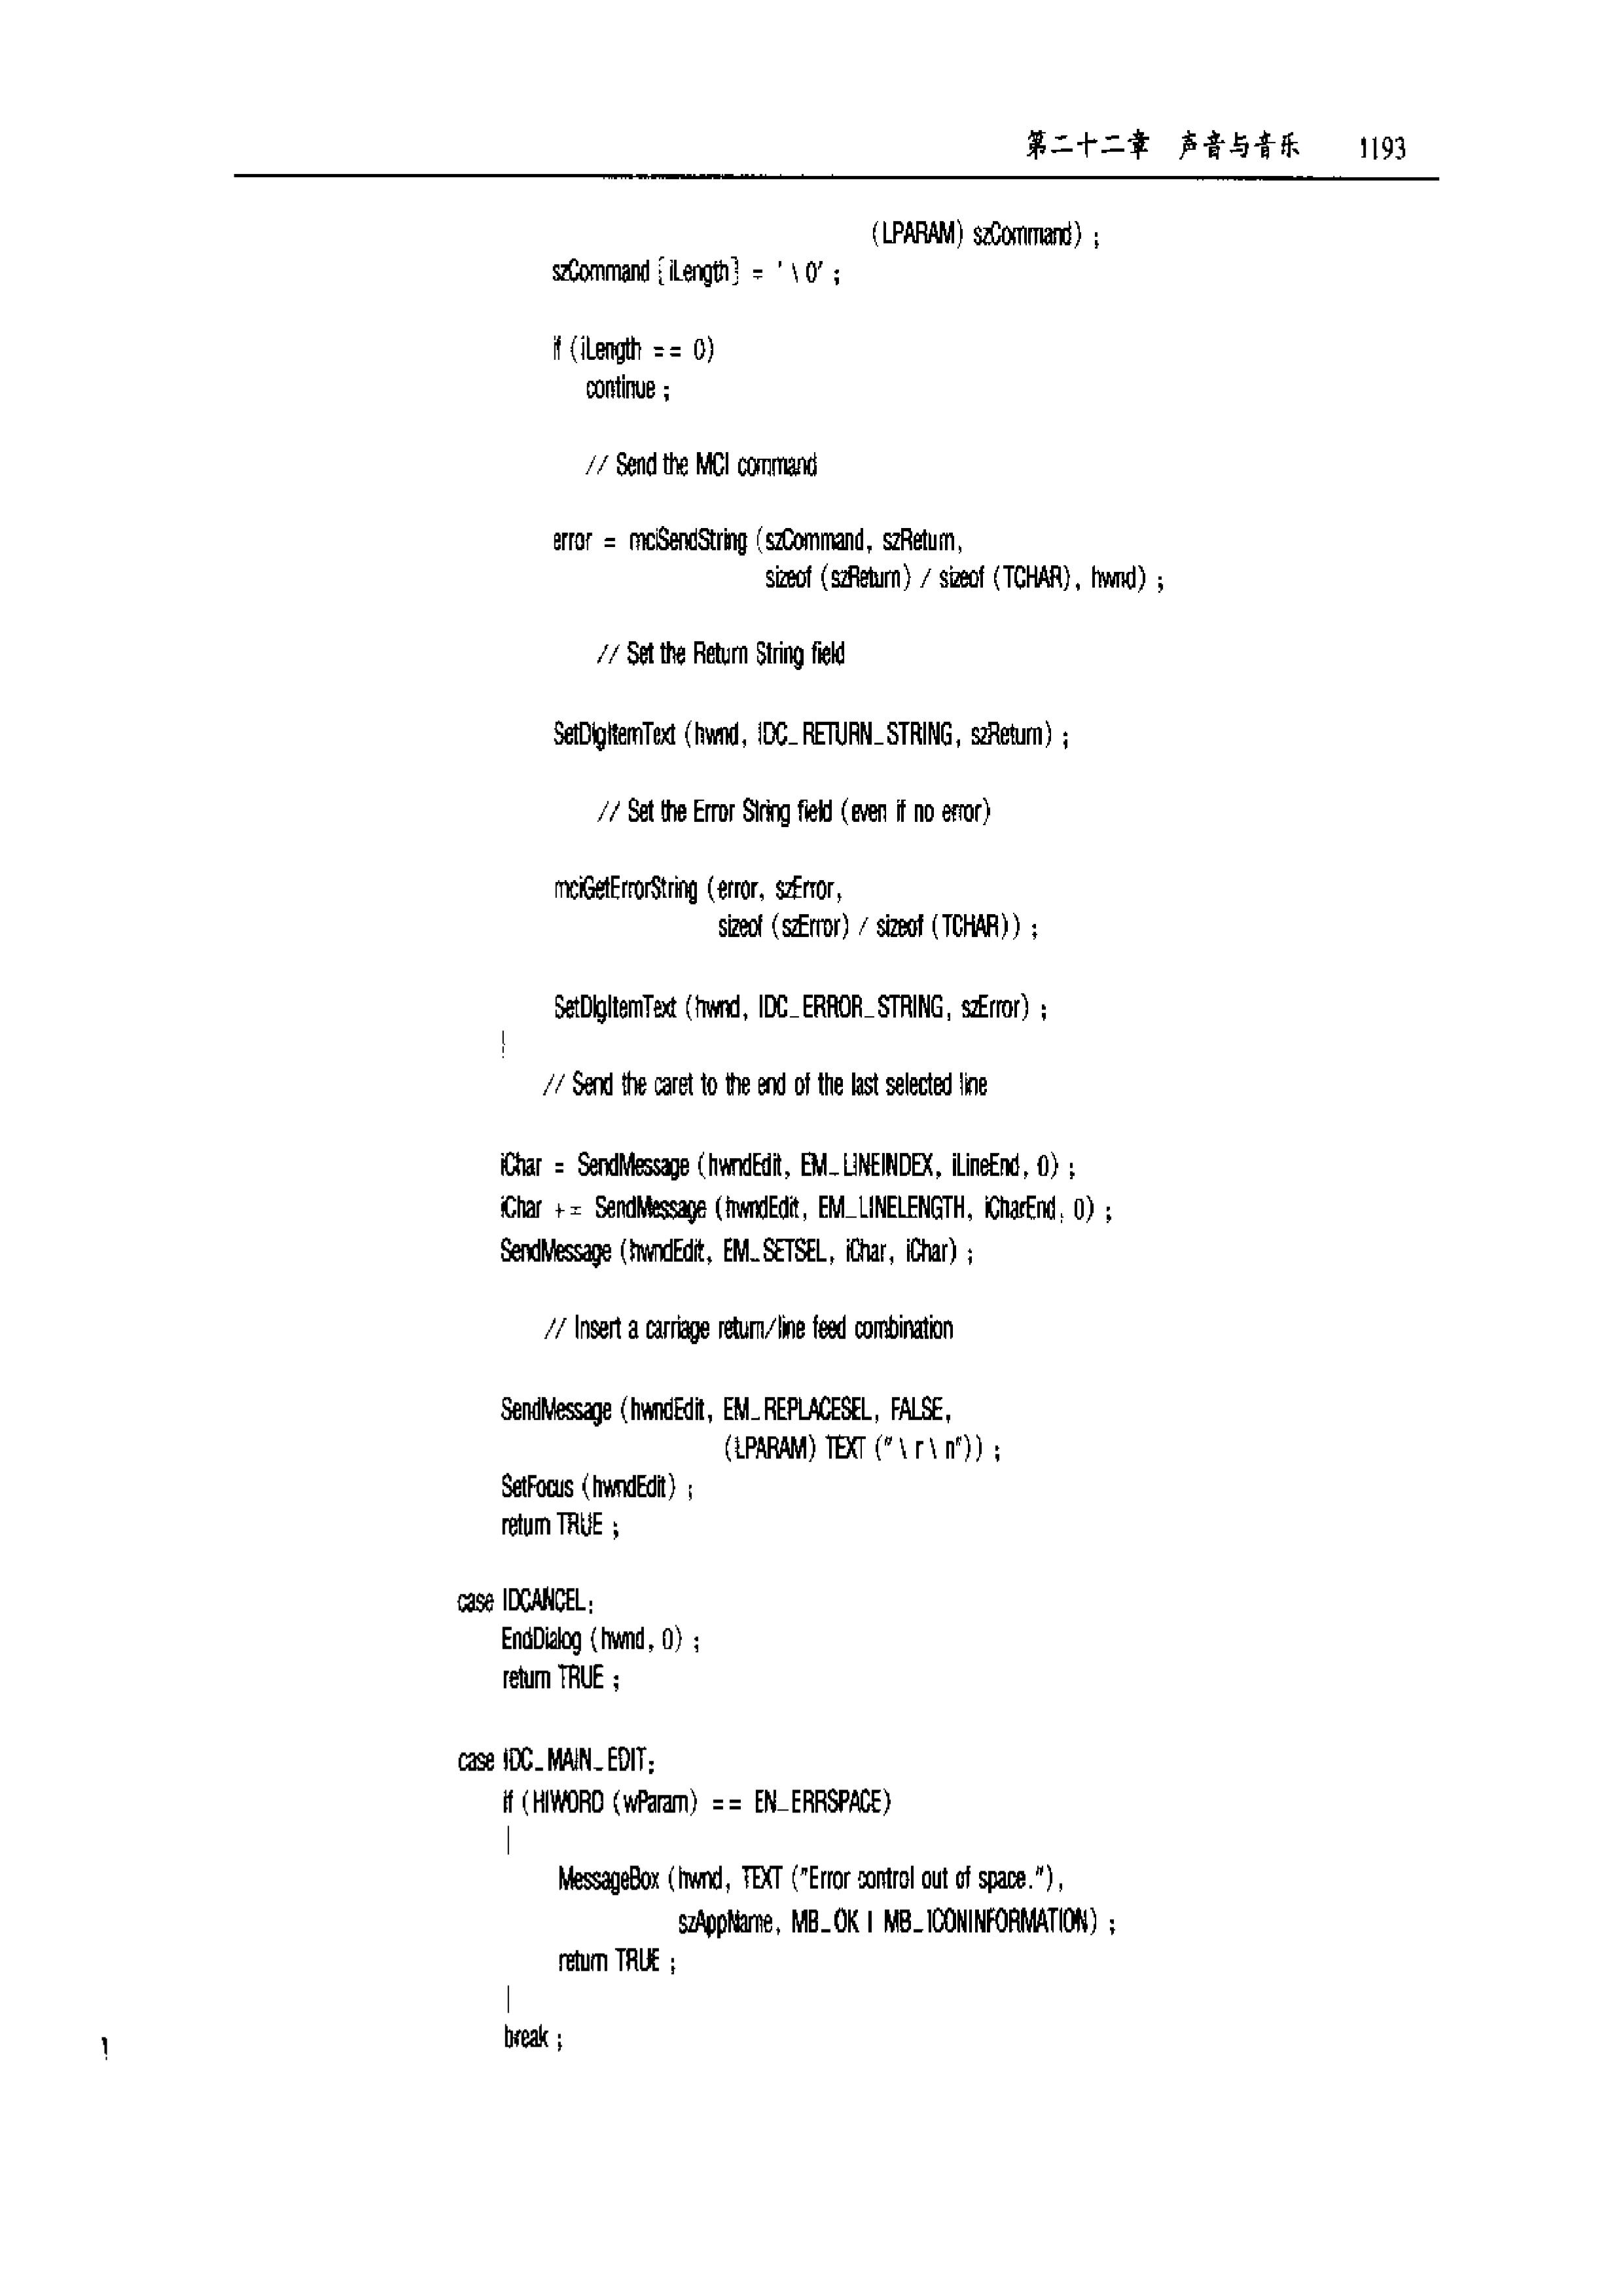 第二十二章 声音与音乐 1193
(LPARAM) szCommand) ;
szCommand [iLength] = '\0' ;
if (iLength == 0)
continue ;
// Send the MCI command
error = mciSendString (szCommand, szReturn,
sizeof (szReturn) / sizeof (TCHAR), hwnd) ;
// Set the Return String field
SetDlgItemText (hwnd, IDC_RETURN_STRING, szReturn) ;
// Set the Error String field (even if no error)
mciGetErrorString (error, szError,
sizeof (szError) / sizeof (TCHAR)) ;
SetDlgItemText (hwnd, IDC_ERROR_STRING, szError) ;
}
// Send the caret to the end of the last selected line
iChar = SendMessage (hwndEdit, EM_LINEINDEX, iLineEnd, 0) ;
iChar += SendMessage (hwndEdit, EM_LINELENGTH, iCharEnd, 0) ;
SendMessage (hwndEdit, EM_SETSEL, iChar, iChar) ;
// Insert a carriage return/line feed combination
SendMessage (hwndEdit, EM_REPLACESEL, FALSE,
(LPARAM) TEXT ("\r\n")) ;
SetFocus (hwndEdit) ;
return TRUE ;
case IDCANCEL:
EndDialog (hwnd, 0) ;
return TRUE ;
case IDC_MAIN_EDIT:
if (HIWORD (wParam) == EN_ERRSPACE)
{
MessageBox (hwnd, TEXT ("Error control out of space."),
szAppName, MB_OK | MB_ICONINFORMATION) ;
return TRUE ;
}
break ;